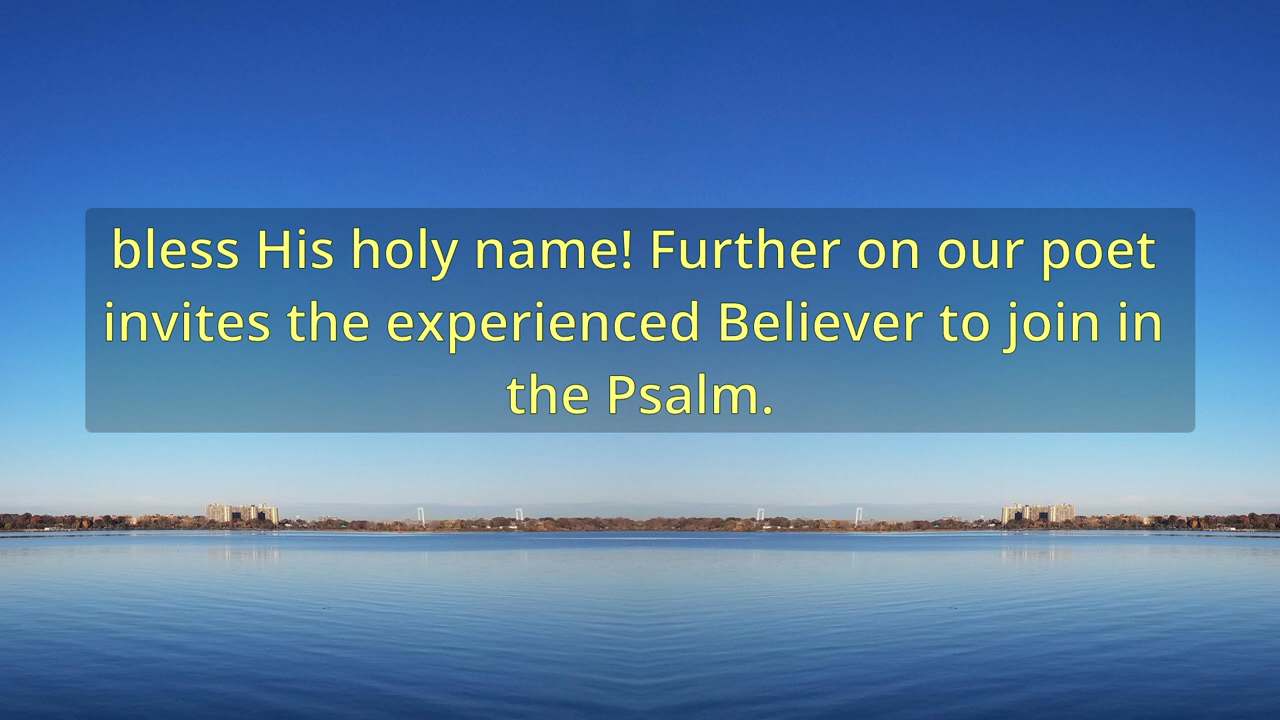 bless His holy name! Further on our poet
invites the experienced Believer to join in
the Psalm.